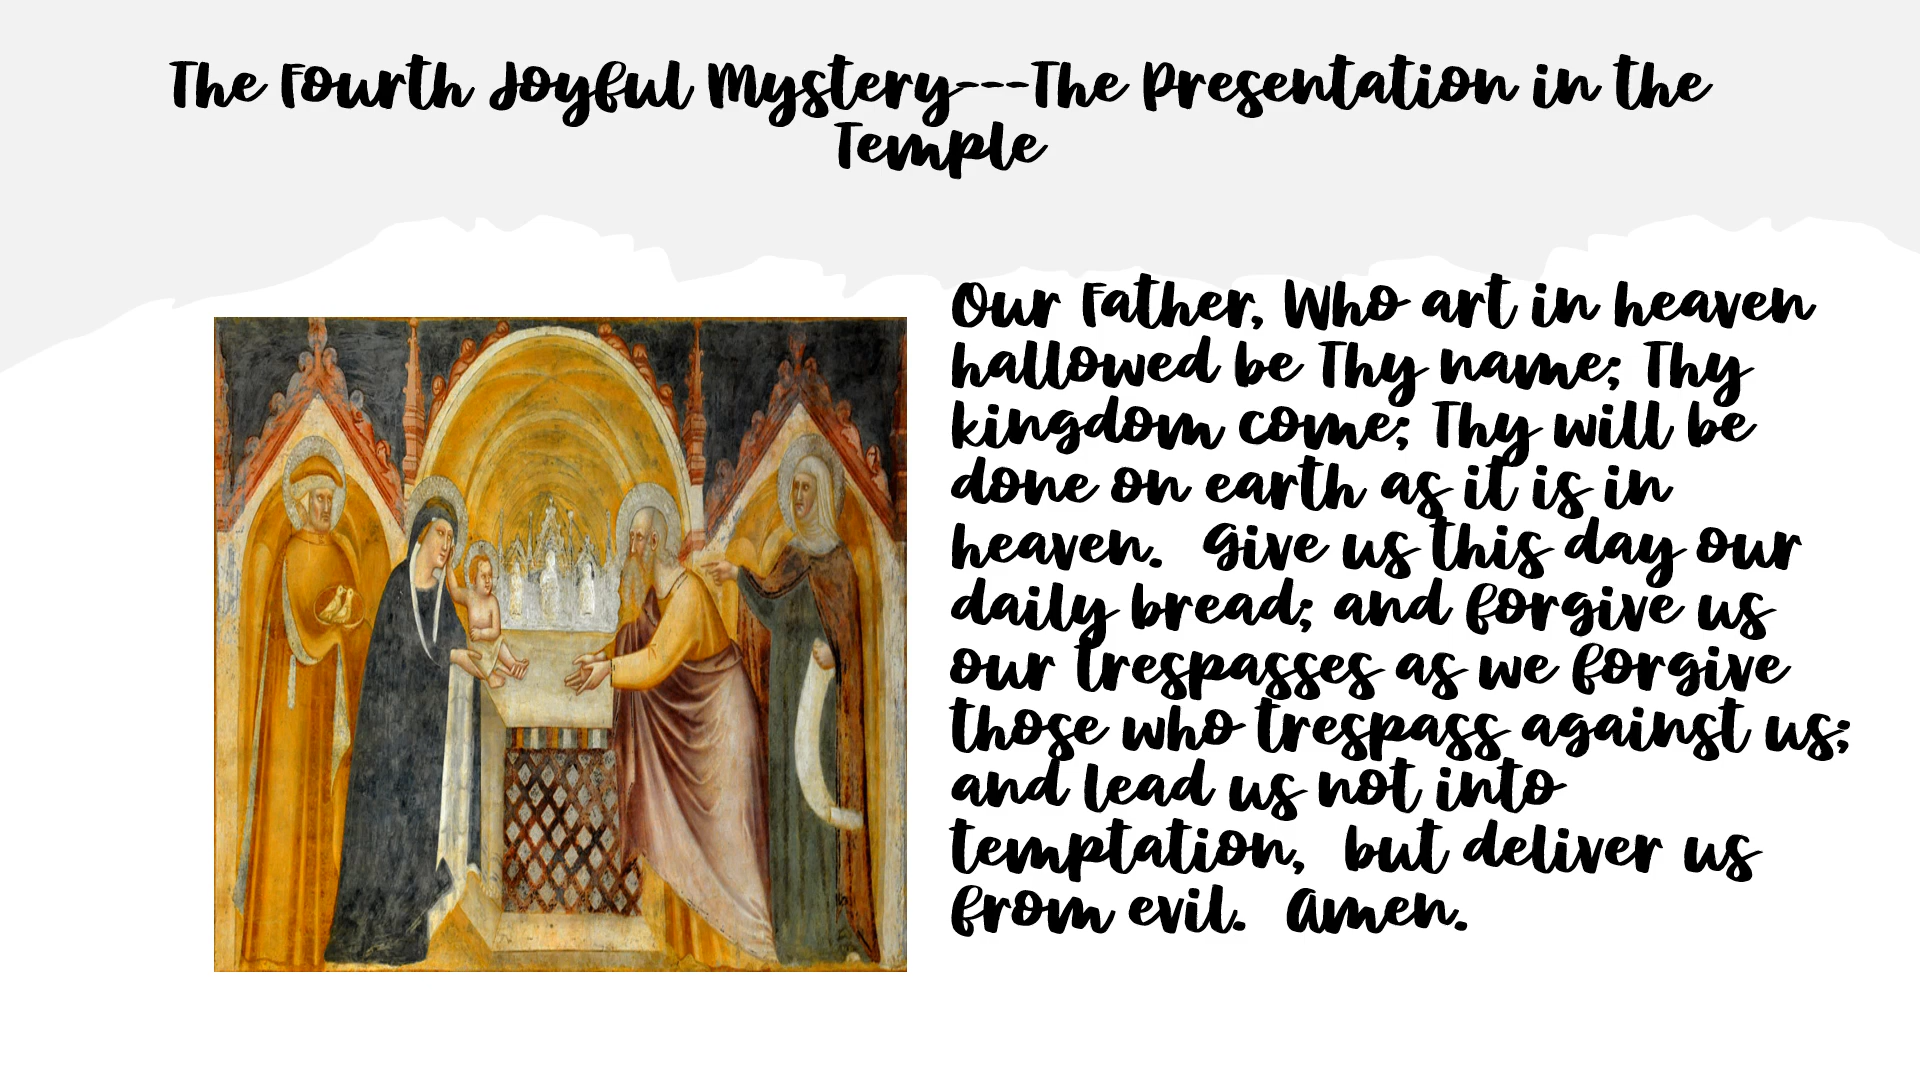 The Fourth Joyful Mystery---The Presentation in the
Temple
Our Father, Who art in heaven
hallowed be Thy name; Thy
kingdom come; Thy will be
done on earth as it is in
heaven.  Give us this day our
daily bread; and forgive us
our trespasses as we forgive
those who trespass against us;
and lead us not into
temptation,  but deliver us
from evil.  Amen.